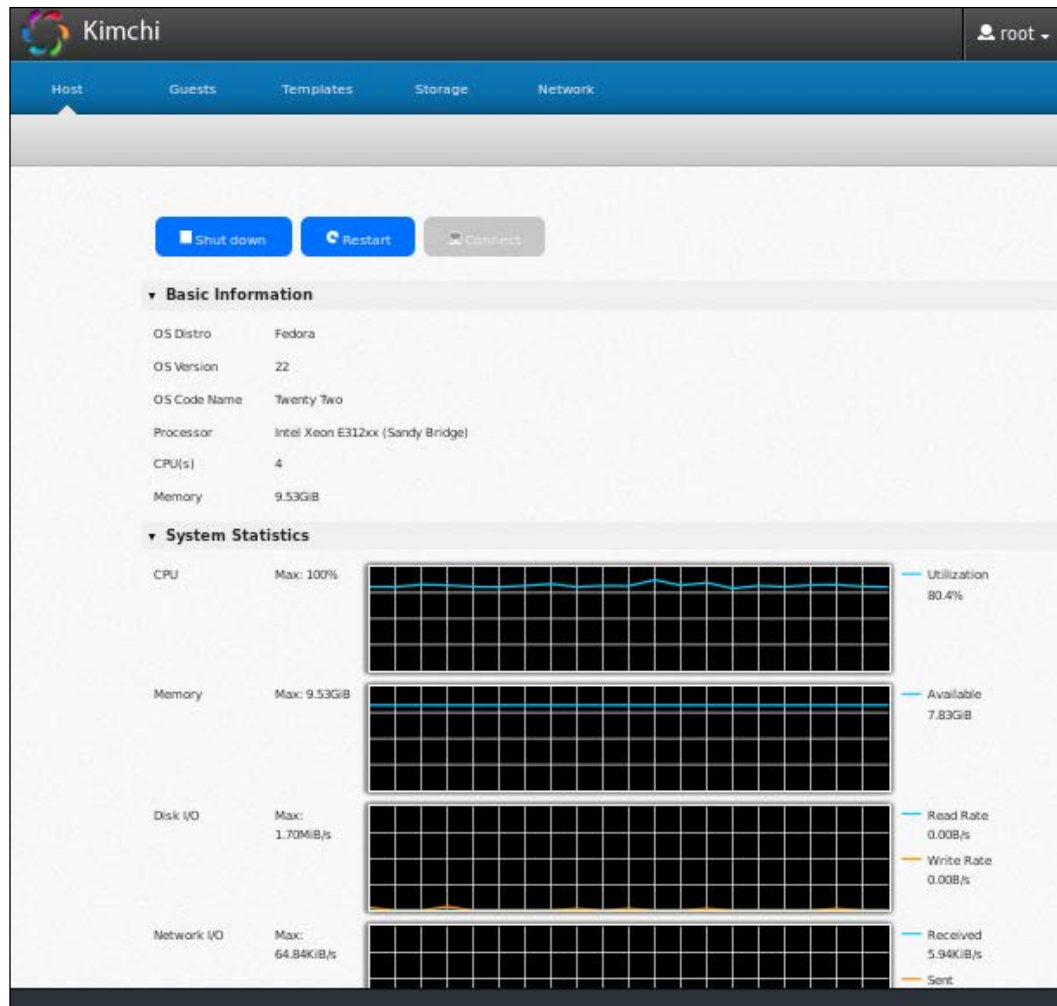 Kimchi
root
Host Guests Templates Storage Network
Shut down Restart Connect
Basic Information
OS Distro Fedora
OS Version 22
OS Code Name Twenty Two
Processor Intel Xeon E312xx (Sandy Bridge)
CPU(s) 4
Memory 9.53GiB
System Statistics
CPU Max: 100% Utilization
80.4%
Memory Max: 9.53GiB Available
7.83GiB
Disk I/O Max: Read Rate
1.70MiB/s 0.00B/s
Write Rate
0.00B/s
Network I/O Max: Received
64.84KiB/s 5.94KiB/s
Sent